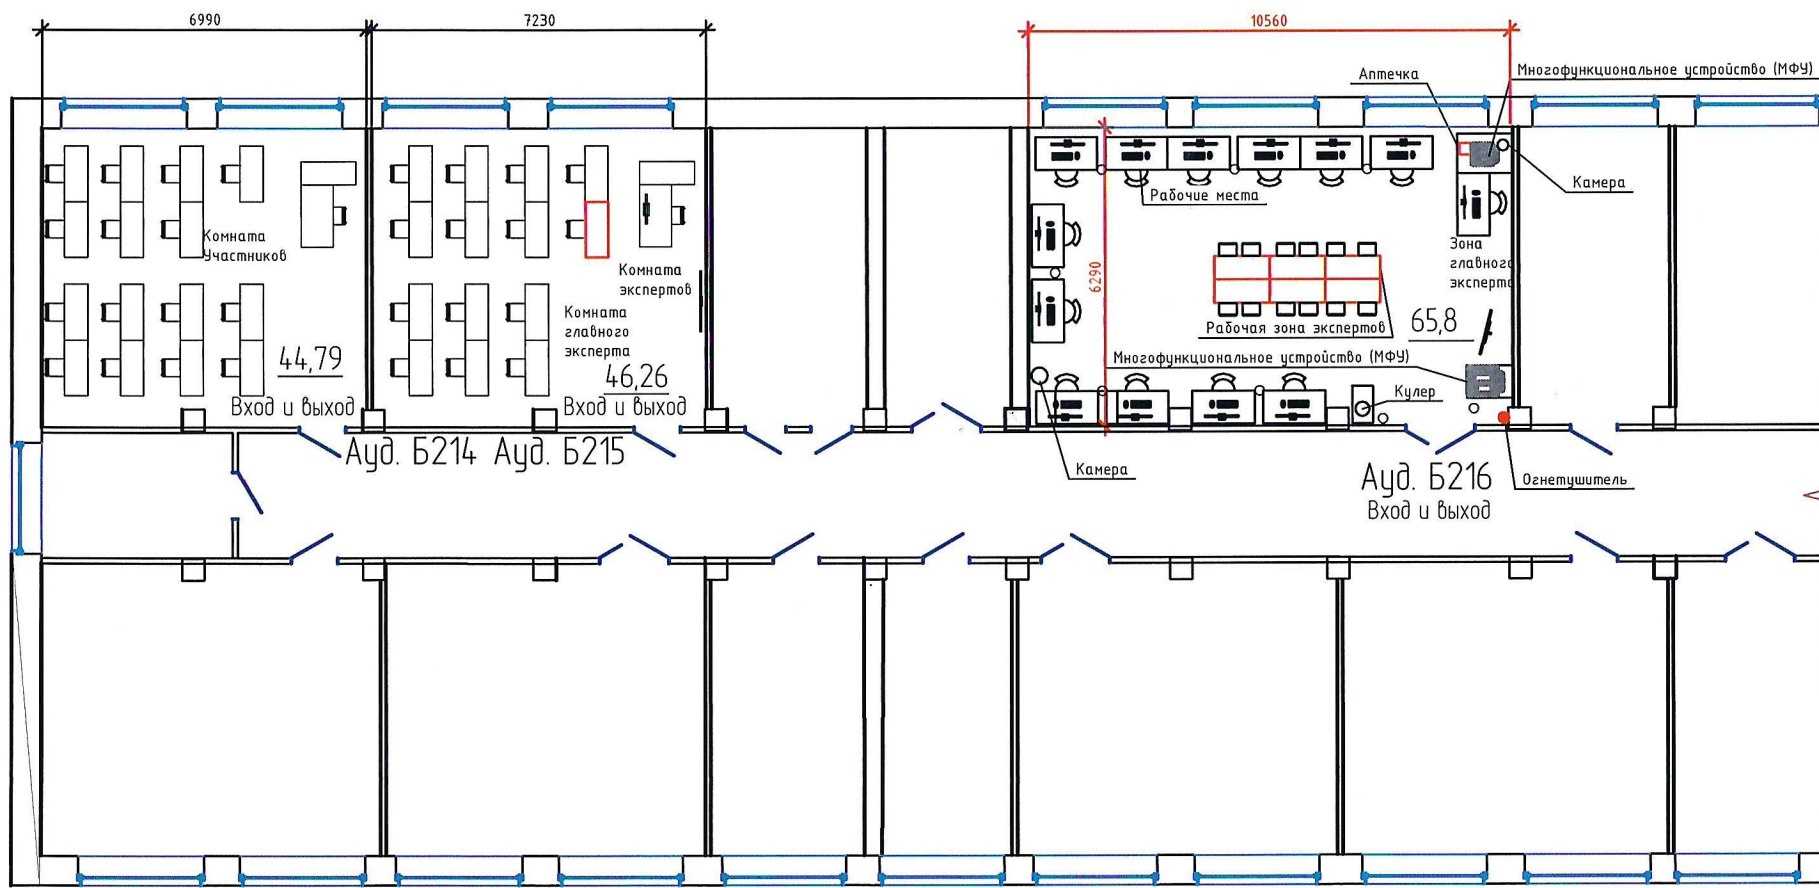 6990
7230
10560
Аптечка
Многофункциональное устройство (МФУ)
Камера
Рабочие места
Комната
Участников
Комната
экспертов
Комната
главного
эксперта
Зона
главного
эксперта
6290
Рабочая зона экспертов
65,8
44,79
46,26
Многофункциональное устройство (МФУ)
Кулер
Вход и выход
Вход и выход
Ауд. Б214
Ауд. Б215
Камера
Ауд. Б216
Вход и выход
Огнетушитель